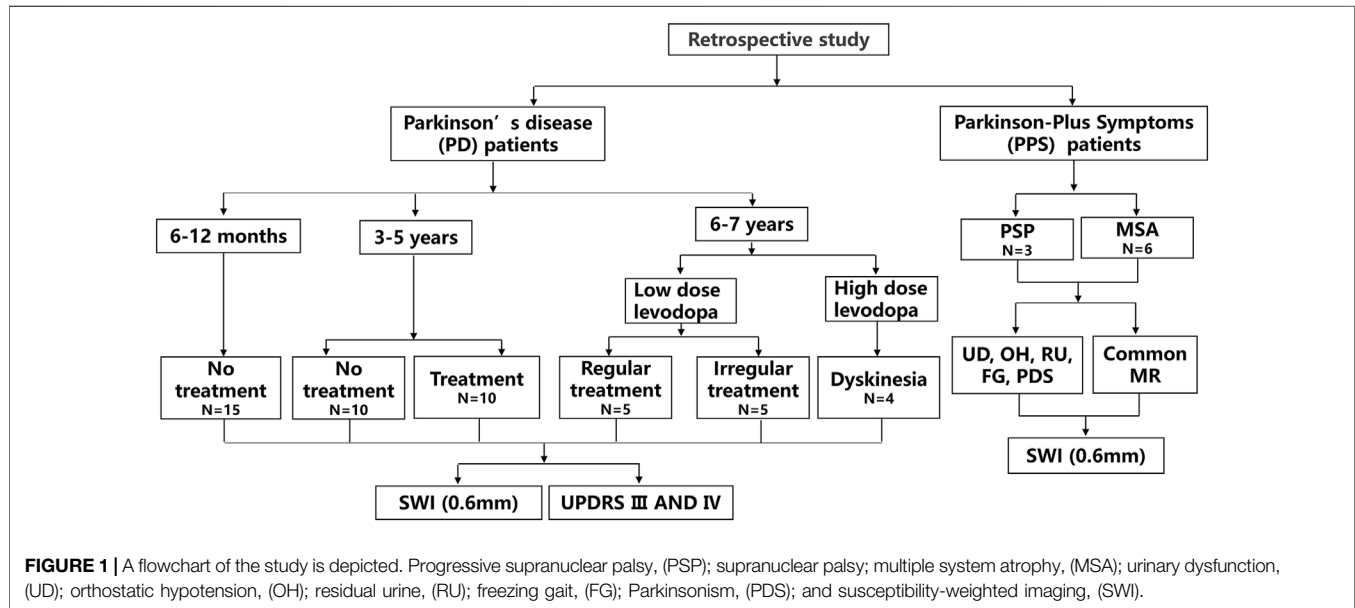 Retrospective study
Parkinson's disease
(PD) patients
Parkinson-Plus Symptoms
(PPS) patients
6-12 months
3-5 years
6-7 years
PSP
N=3
MSA
N=6
Low dose
levodopa
High dose
levodopa
No
treatment
N=15
No
treatment
N=10
Treatment
N=10
Regular
treatment
N=5
Irregular
treatment
N=5
Dyskinesia
N=4
UD, OH, RU,
FG, PDS
Common
MR
SWI (0.6mm)
UPDRS Ⅲ AND Ⅳ
SWI (0.6mm)
FIGURE 1 | A flowchart of the study is depicted. Progressive supranuclear palsy, (PSP); supranuclear palsy; multiple system atrophy, (MSA); urinary dysfunction,
(UD); orthostatic hypotension, (OH); residual urine, (RU); freezing gait, (FG); Parkinsonism, (PDS); and susceptibility-weighted imaging, (SWI).